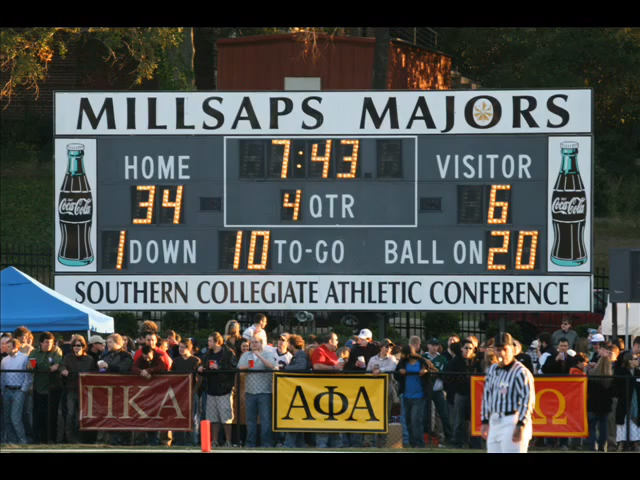 MILLSAPS MAJORS
HOME 7:43 VISITOR
34 4 QTR 6
1 DOWN 10 TO-GO BALL ON 20
Coca-Cola
Coca-Cola
SOUTHERN COLLEGIATE ATHLETIC CONFERENCE
ΠΚΑ
ΑΦΑ
Ω